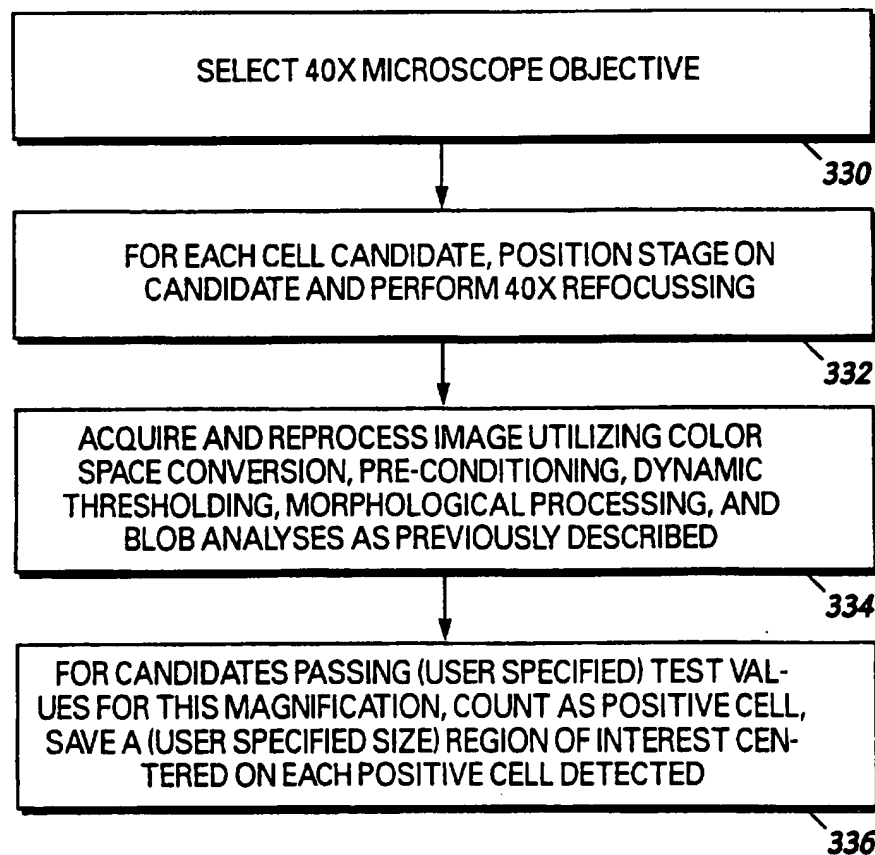 SELECT 40X MICROSCOPE OBJECTIVE
330
FOR EACH CELL CANDIDATE, POSITION STAGE ON
CANDIDATE AND PERFORM 40X REFOCUSSING
332
ACQUIRE AND REPROCESS IMAGE UTILIZING COLOR
SPACE CONVERSION, PRE-CONDITIONING, DYNAMIC
THRESHOLDING, MORPHOLOGICAL PROCESSING, AND
BLOB ANALYSES AS PREVIOUSLY DESCRIBED
334
FOR CANDIDATES PASSING (USER SPECIFIED) TEST VAL-
UES FOR THIS MAGNIFICATION, COUNT AS POSITIVE CELL,
SAVE A (USER SPECIFIED SIZE) REGION OF INTEREST CEN-
TERED ON EACH POSITIVE CELL DETECTED
336